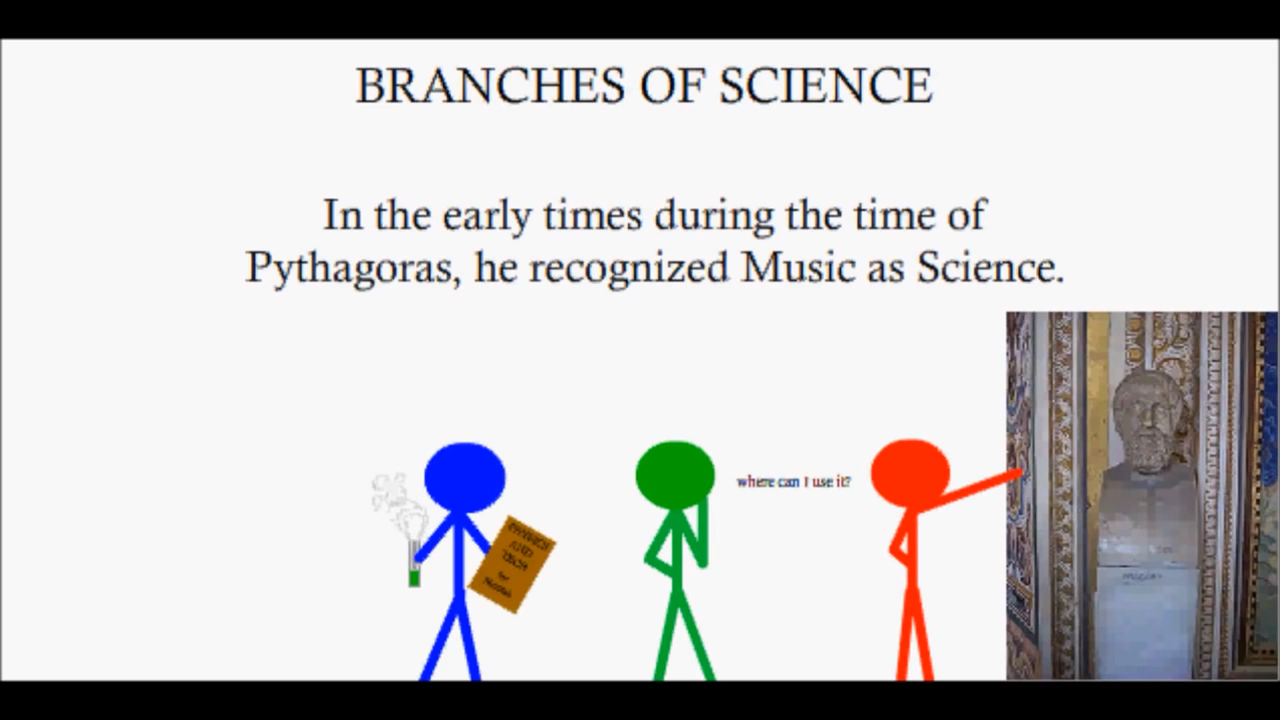 BRANCHES OF SCIENCE
In the early times during the time of
Pythagoras, he recognized Music as Science.
where can I use it?